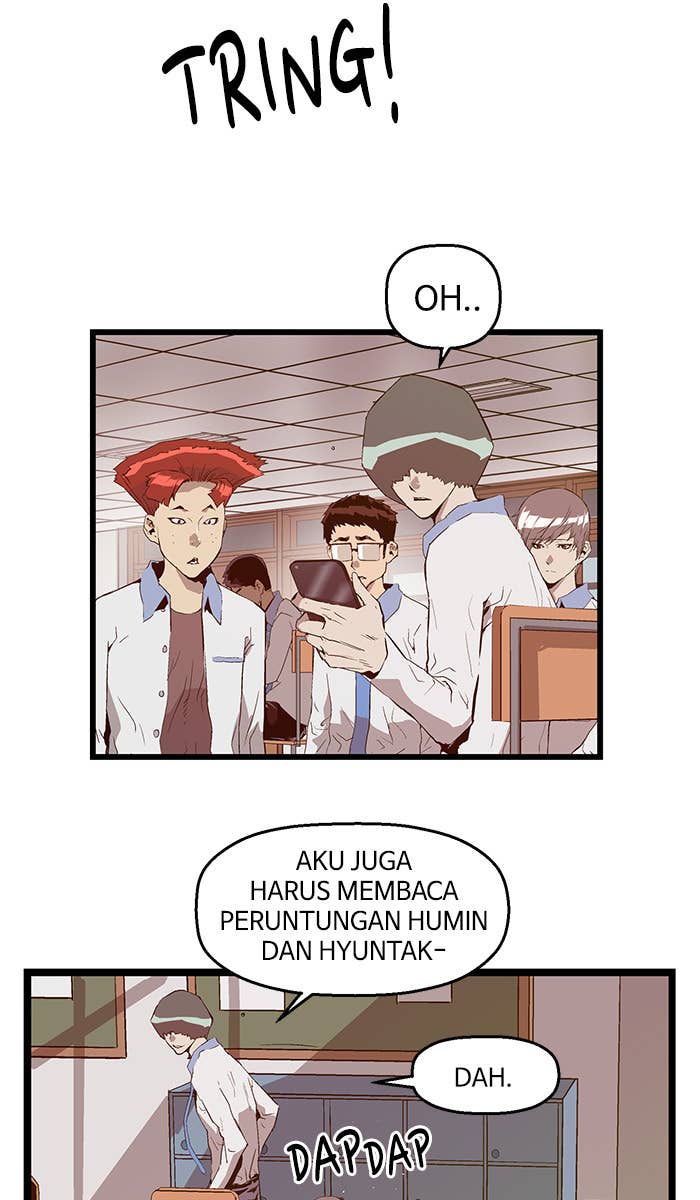 TRING!
OH..
AKU JUGA
HARUS MEMBACA
PERUNTUNGAN HUMIN
DAN HYUNTAK-
DAH.
DAPDAP